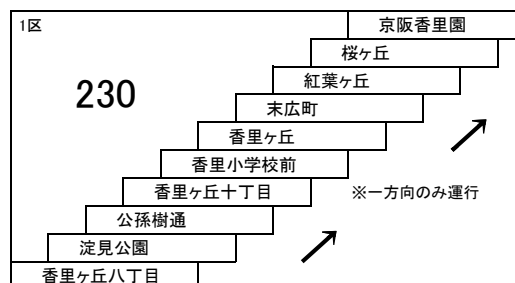 1区
京阪香里園
桜ヶ丘
紅葉ヶ丘
230
末広町
香里ヶ丘
香里小学校前
香里ヶ丘十丁目
※一方向のみ運行
公孫樹通
淀見公園
香里ヶ丘八丁目